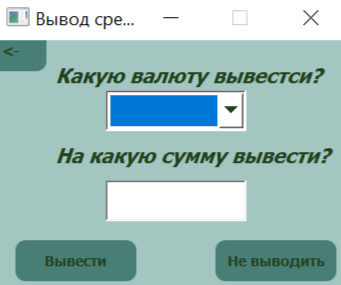 Вывод сре...
<-
Какую валюту вывестси?
На какую сумму вывести?
Вывести
Не выводить